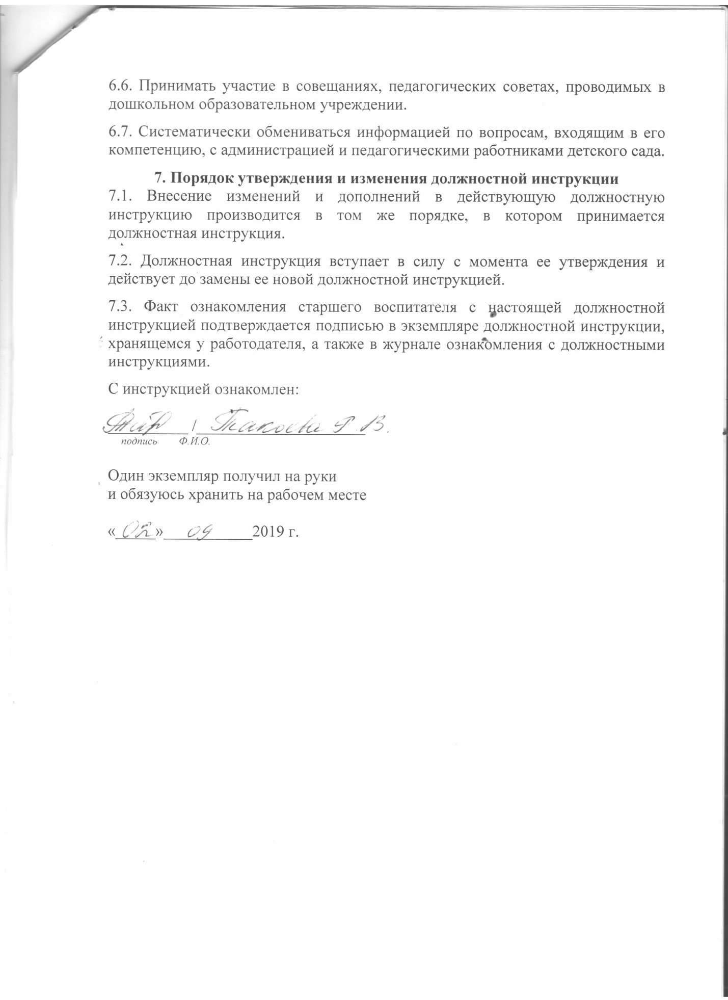 6.6. Принимать участие в совещаниях, педагогических советах, проводимых в
дошкольном образовательном учреждении.
6.7. Систематически обмениваться информацией по вопросам, входящим в его
компетенцию, с администрацией и педагогическими работниками детского сада.
7. Порядок утверждения и изменения должностной инструкции
7.1. Внесение изменений и дополнений в действующую должностную
инструкцию производится в том же порядке, в котором принимается
должностная инструкция.
7.2. Должностная инструкция вступает в силу с момента ее утверждения и
действует до замены ее новой должностной инструкцией.
7.3. Факт ознакомления старшего воспитателя с настоящей должностной
инструкцией подтверждается подписью в экземпляре должностной инструкции,
хранящемся у работодателя, а также в журнале ознакомления с должностными
инструкциями.
С инструкцией ознакомлен:
/ Такоева Р.В.
подпись Ф.И.О.
Один экземпляр получил на руки
и обязуюсь хранить на рабочем месте
«02» 09 2019 г.